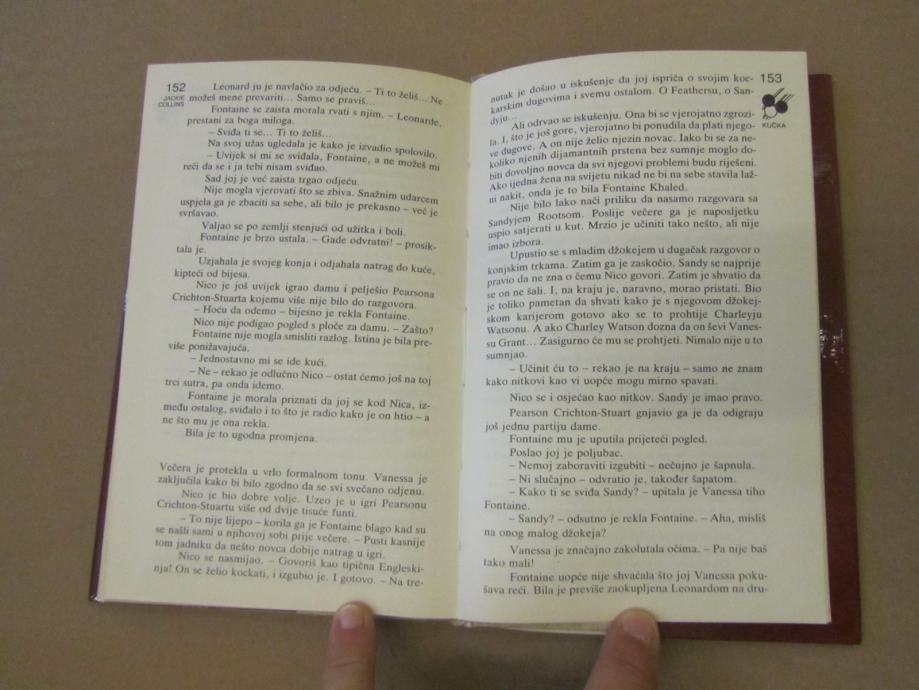 152
JACKIE
COLLINS
Leonard ju je navlačio za odjeću. – Ti to želiš... Ne
možeš mene prevariti... Samo se praviš...
Fontaine se zaista morala rvati s njim. – Leonarde,
prestani za boga miloga.
– Sviđa ti se... Ti to želiš...
Na svoj užas ugledala je kako je izvadio spolovilo.
– Uvijek si mi se sviđala, Fontaine, a ne možeš mi
reći da se i ja tebi nisam sviđao.
Sad joj je već zaista trgao odjeću.
Nije mogla vjerovati što se zbiva. Snažnim udarcem
uspjela ga je zbaciti sa sebe, ali bilo je prekasno – već je
svršavao.
Valjao se po zemlji stenjući od užitka i boli.
Fontaine je brzo ustala. – Gade odvratni! – prosik-
tala je.
Uzjahala je svojeg konja i odjahala natrag do kuće,
kipteći od bijesa.
Nico je još uvijek igrao damu i pelješio Pearsona
Crichton-Stuarta kojemu više nije bilo do razgovora.
– Hoću da odemo – bijesno je rekla Fontaine.
Nico nije podigao pogled s ploče za damu. – Zašto?
Fontaine nije mogla smisliti razlog. Istina je bila pre-
više ponižavajuća.
– Jednostavno mi se ide kući.
– Ne – rekao je odlučno Nico – ostat ćemo još na toj
trci sutra, pa onda idemo.
Fontaine je morala priznati da joj se kod Nica, iz-
među ostalog, sviđalo i to što je radio kako je on htio – a
ne što mu je ona rekla.
Bila je to ugodna promjena.
Večera je protekla u vrlo formalnom tonu. Vanessa je
zaključila kako bi bilo zgodno da se svi svečano odjenu.
Nico je bio dobre volje. Uzeo je u igri Pearsonu
Crichton-Stuartu više od dvije tisuće funti.
– To nije lijepo – korila ga je Fontaine blago kad su
se našli sami u njihovoj sobi prije večere. – Pusti kasnije
tom jadniku da nešto novca dobije natrag u igri.
Nico se nasmijao. – Govoriš kao tipična Engleski-
nja! On se želio kockati, i izgubio je. I gotovo. – Na tre-
153
KUČKA
nutak je došao u iskušenje da joj ispriča o svojim koc-
karskim dugovima i svemu ostalom. O Feathersu, o San-
dyju...
Ali odrvao se iskušenju. Ona bi se vjerojatno zgrozi-
la. I, što je još gore, vjerojatno bi ponudila da plati njego-
ve dugove. A on nije želio njezin novac. Iako bi se za ne-
koliko njenih dijamantnih prstena bez sumnje moglo do-
biti dovoljno novca da svi njegovi problemi budu riješeni.
Ako ijedna žena na svijetu nikad ne bi na sebe stavila laž-
ni nakit, onda je to bila Fontaine Khaled.
Nije bilo lako naći priliku da nasamo razgovara sa
Sandyjem Rootsom. Poslije večere ga je naposljetku
uspio satjerati u kut. Mrzio je učiniti tako nešto, ali nije
imao izbora.
Upustio se s mladim džokejem u dugačak razgovor o
konjskim trkama. Zatim ga je zaskočio. Sandy se najprije
pravio da ne zna o čemu Nico govori. Zatim je shvatio da
se on ne šali. I, na kraju je, naravno, morao pristati. Bio
je toliko pametan da shvati kako je s njegovom džokej-
skom karijerom gotovo ako se to prohtije Charleyju
Watsonu. A ako Charley Watson dozna da on ševi Vanes-
su Grant... Zasigurno će mu se prohtjeti. Nimalo nije u to
sumnjao.
– Učinit ću to – rekao je na kraju – samo ne znam
kako nitkovi kao vi uopće mogu mirno spavati.
Nico se i osjećao kao nitkov. Sandy je imao pravo.
Pearson Crichton-Stuart gnjavio ga je da odigraju
još jednu partiju dame.
Fontaine mu je uputila prijeteći pogled.
Poslao joj je poljubac.
– Nemoj zaboraviti izgubiti – nečujno je šapnula.
– Ni slučajno – odvratio je, također šapatom.
– Kako ti se sviđa Sandy? – upitala je Vanessa tiho
Fontaine.
– Sandy? – odsutno je rekla Fontaine. – Aha, misliš
na onog malog džokeja?
Vanessa je značajno zakolutala očima. – Pa nije baš
tako mali!
Fontaine uopće nije shvaćala što joj Vanessa poku-
šava reći. Bila je previše zaokupljena Leonardom na dru-